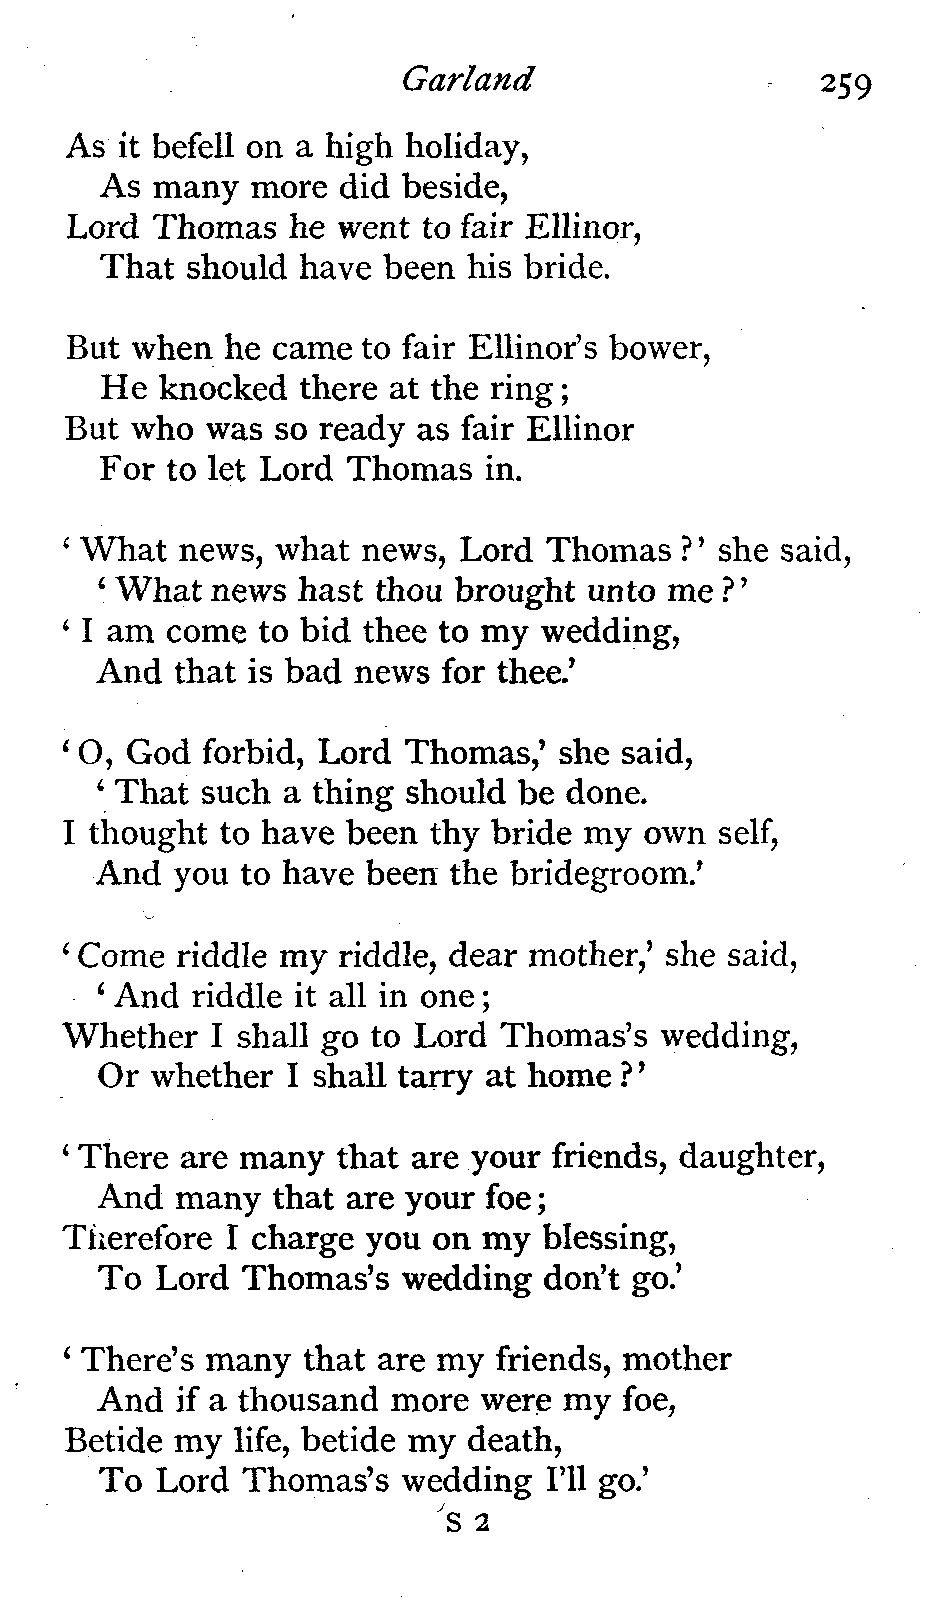 Garland 259
As it befell on a high holiday,
As many more did beside,
Lord Thomas he went to fair Ellinor,
That should have been his bride.
But when he came to fair Ellinor's bower,
He knocked there at the ring;
But who was so ready as fair Ellinor
For to let Lord Thomas in.
‘What news, what news, Lord Thomas?’ she said,
‘What news hast thou brought unto me?’
‘I am come to bid thee to my wedding,
And that is bad news for thee.’
‘O, God forbid, Lord Thomas,’ she said,
‘That such a thing should be done.
I thought to have been thy bride my own self,
And you to have been the bridegroom.’
‘Come riddle my riddle, dear mother,’ she said,
‘And riddle it all in one;
Whether I shall go to Lord Thomas's wedding,
Or whether I shall tarry at home?’
‘There are many that are your friends, daughter,
And many that are your foe;
Therefore I charge you on my blessing,
To Lord Thomas's wedding don't go.’
‘There's many that are my friends, mother
And if a thousand more were my foe,
Betide my life, betide my death,
To Lord Thomas's wedding I'll go.’
S 2